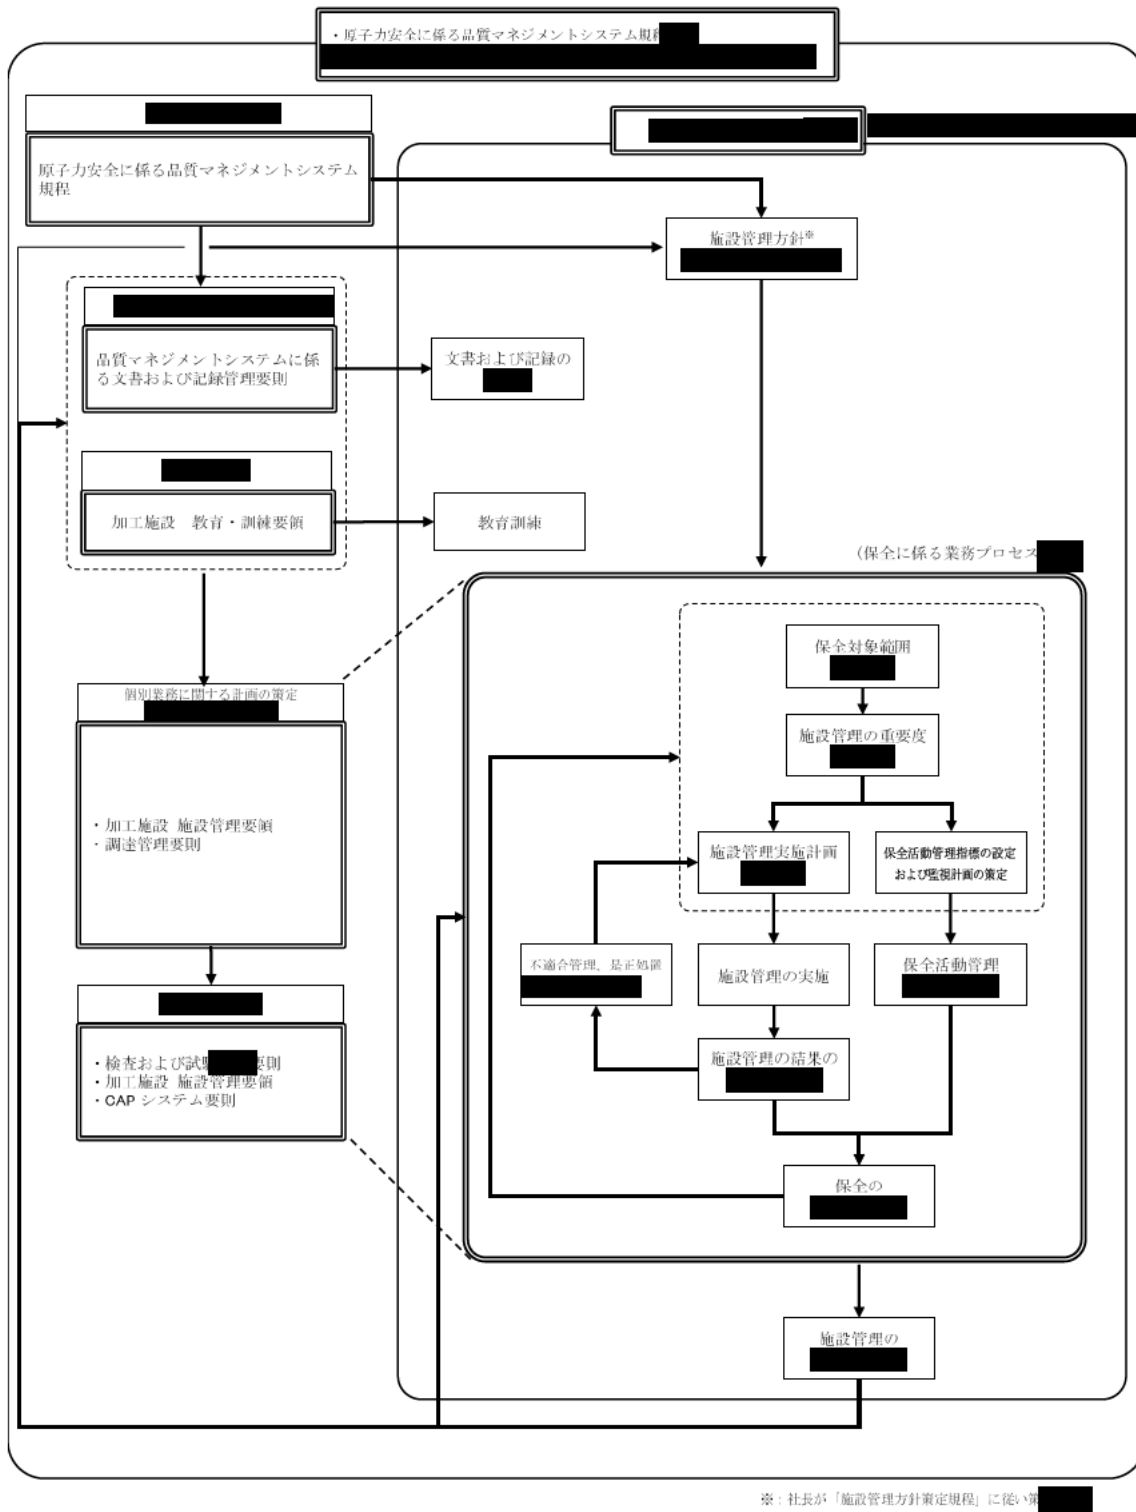 ・原子力安全に係る品質マネジメントシステム規程
原子力安全に係る品質マネジメントシステム
規程
施設管理方針※
品質マネジメントシステムに係
る文書および記録管理要則
文書および記録の
加工施設 教育・訓練要領
教育訓練
（保全に係る業務プロセス
保全対象範囲
個別業務に関する計画の策定
施設管理の重要度
・加工施設 施設管理要領
・調達管理要則
施設管理実施計画
保全活動管理指標の設定
および監視計画の策定
不適合管理、是正処置
施設管理の実施
保全活動管理
・検査および試験
要則
・加工施設 施設管理要領
・CAP システム要則
施設管理の結果の
保全の
施設管理の
※：社長が「施設管理方針策定規程」に従い策